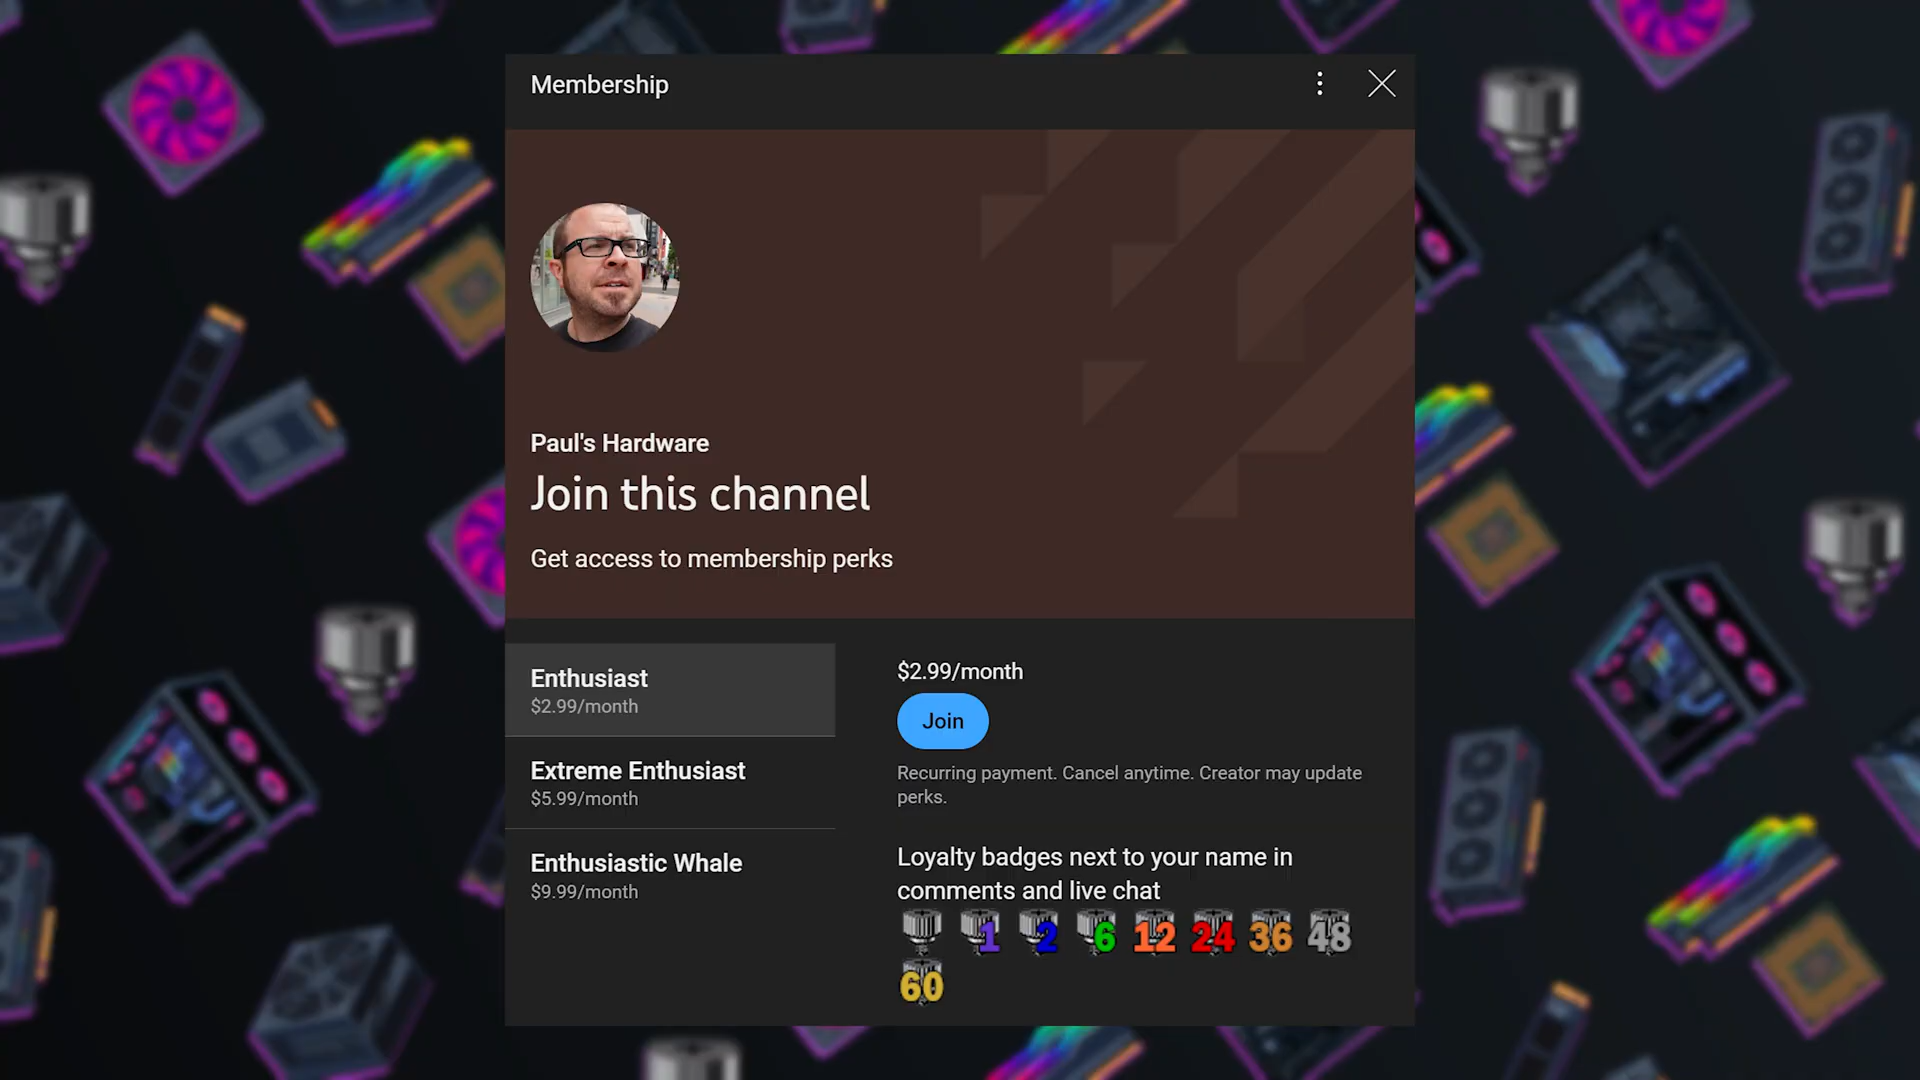 Membership
Paul's Hardware
Join this channel
Get access to membership perks
Enthusiast
$2.99/month
Extreme Enthusiast
$5.99/month
Enthusiastic Whale
$9.99/month
$2.99/month
Join
Recurring payment. Cancel anytime. Creator may update
perks.
Loyalty badges next to your name in
comments and live chat
1 2 6 12 24 36 48
60